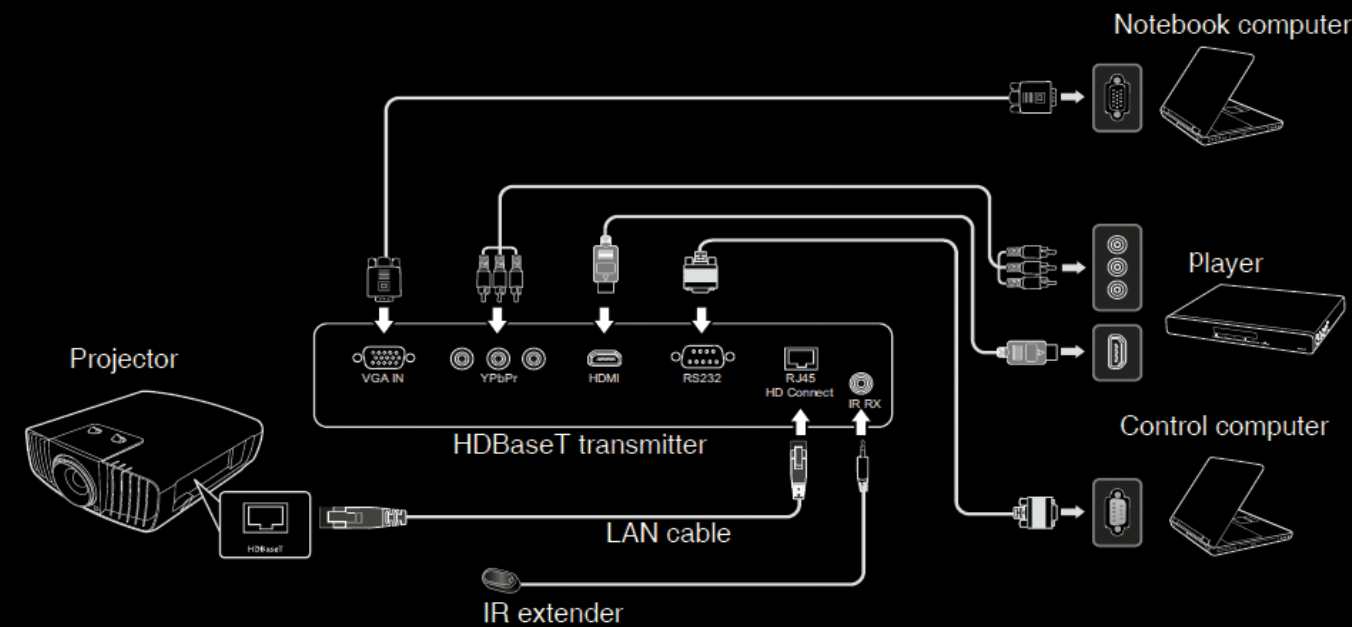 Notebook computer
Player
Projector
VGA IN
YPbPr
HDMI
RS232
RJ45
HD Connect
IR RX
HDBaseT transmitter
Control computer
HDBaseT
LAN cable
IR extender